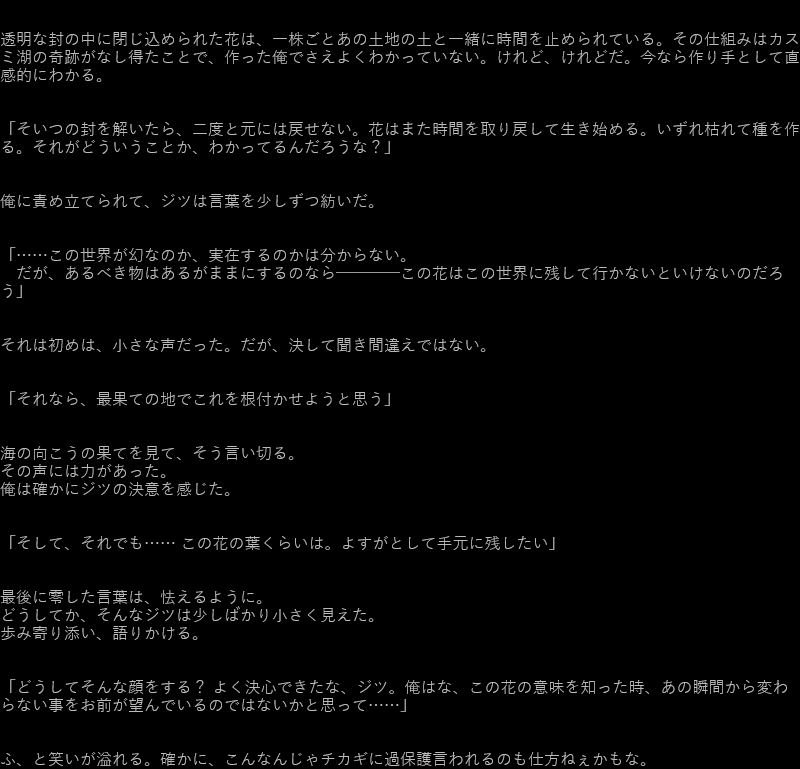 透明な封の中に閉じ込められた花は、一株ごとあの土地の土と一緒に時間を止められている。その仕組みはカス
ミ湖の奇跡がなし得たことで、作った俺でさえよくわかっていない。けれど、けれどだ。今なら作り手として直
感的にわかる。
「そいつの封を解いたら、二度と元には戻せない。花はまた時間を取り戻して生き始める。いずれ枯れて種を作
る。それがどういうことか、わかってるんだろうな？」
俺に責め立てられて、ジツは言葉を少しずつ紡いだ。
「……この世界が幻なのか、実在するのかは分からない。
　だが、あるべき物はあるがままにするのなら――――この花はこの世界に残して行かないといけないのだろ
う」
それは初めは、小さな声だった。だが、決して聞き間違えではない。
「それなら、最果ての地でこれを根付かせようと思う」
海の向こうの果てを見て、そう言い切る。
その声には力があった。
俺は確かにジツの決意を感じた。
「そして、それでも…… この花の葉くらいは。よすがとして手元に残したい」
最後に零した言葉は、怯えるように。
どうしてか、そんなジツは少しばかり小さく見えた。
歩み寄り添い、語りかける。
「どうしてそんな顔をする？ よく決心できたな、ジツ。俺はな、この花の意味を知った時、あの瞬間から変わ
らない事をお前が望んでいるのではないかと思って……」
ふ、と笑いが溢れる。確かに、こんなんじゃチカギに過保護言われるのも仕方ねぇかもな。